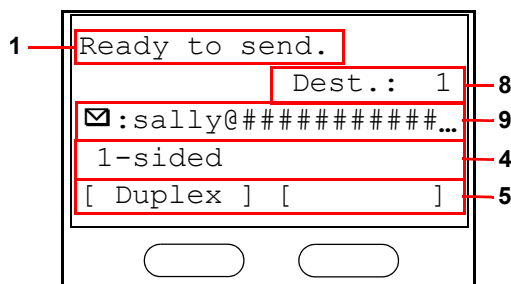 1 Ready to send.
Dest.: 1 8
:sally@###########… 9
1-sided 4
[ Duplex ] [ ] 5